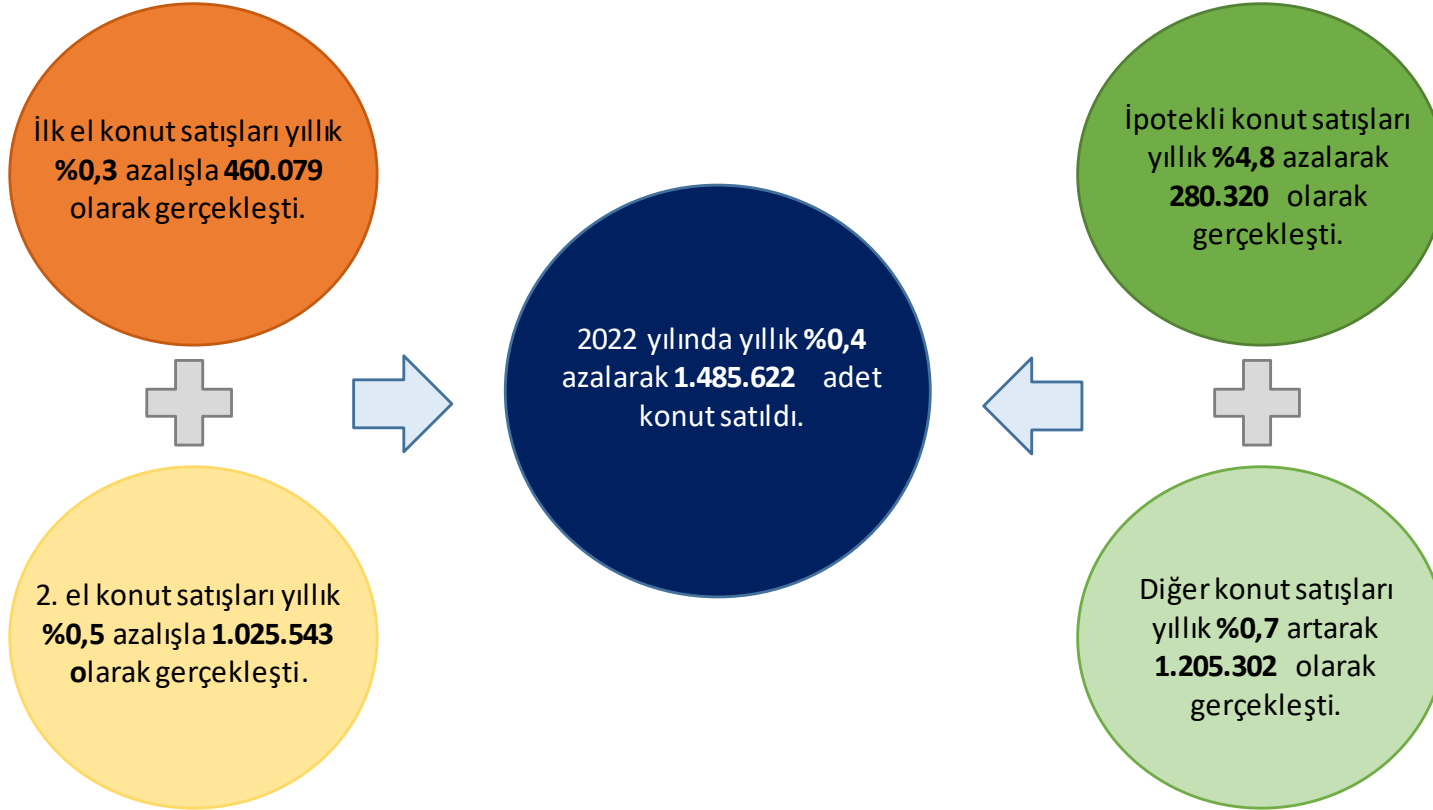 İlk el konut satışları yıllık
%0,3 azalışla 460.079
olarak gerçekleşti.
2. el konut satışları yıllık
%0,5 azalışla 1.025.543
olarak gerçekleşti.
2022 yılında yıllık %0,4
azalarak 1.485.622 adet
konut satıldı.
İpotekli konut satışları
yıllık %4,8 azalarak
280.320 olarak
gerçekleşti.
Diğer konut satışları
yıllık %0,7 artarak
1.205.302 olarak
gerçekleşti.